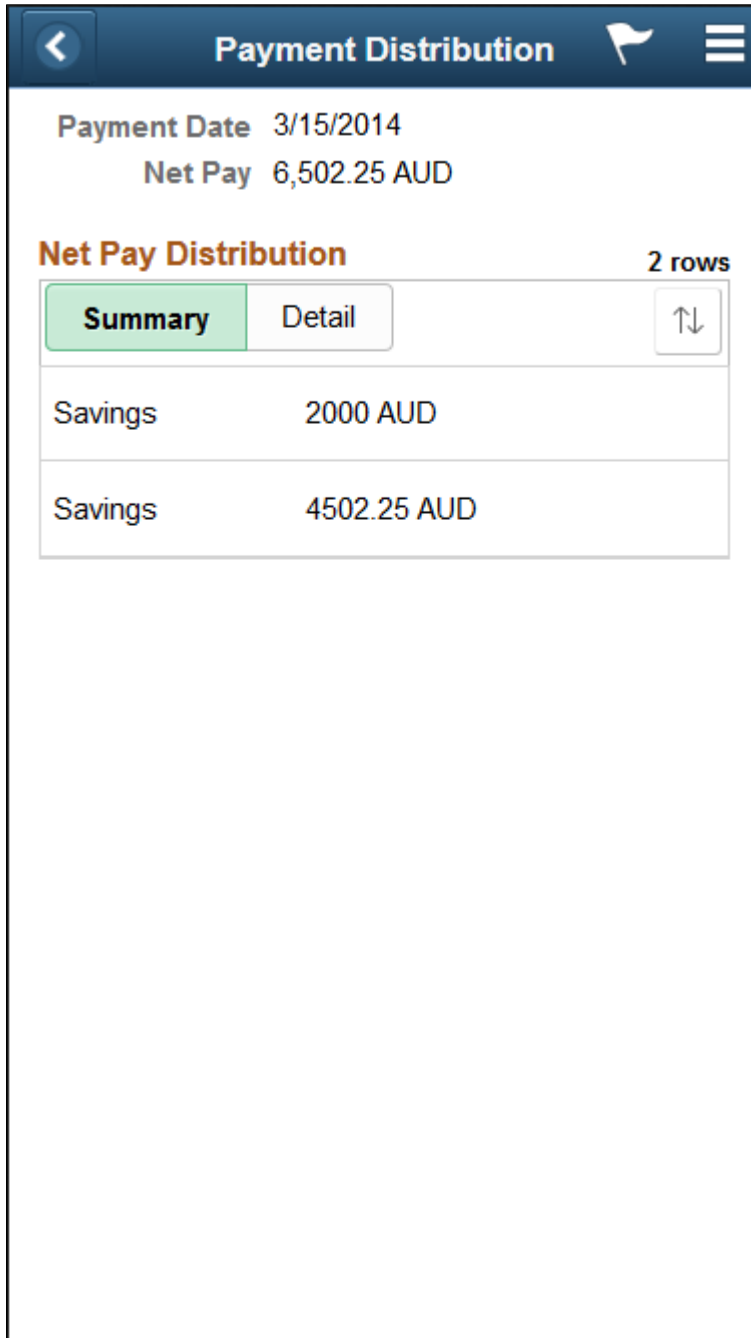 Payment Distribution
Payment Date 3/15/2014
Net Pay 6,502.25 AUD
Net Pay Distribution 2 rows
Summary Detail
Savings 2000 AUD
Savings 4502.25 AUD